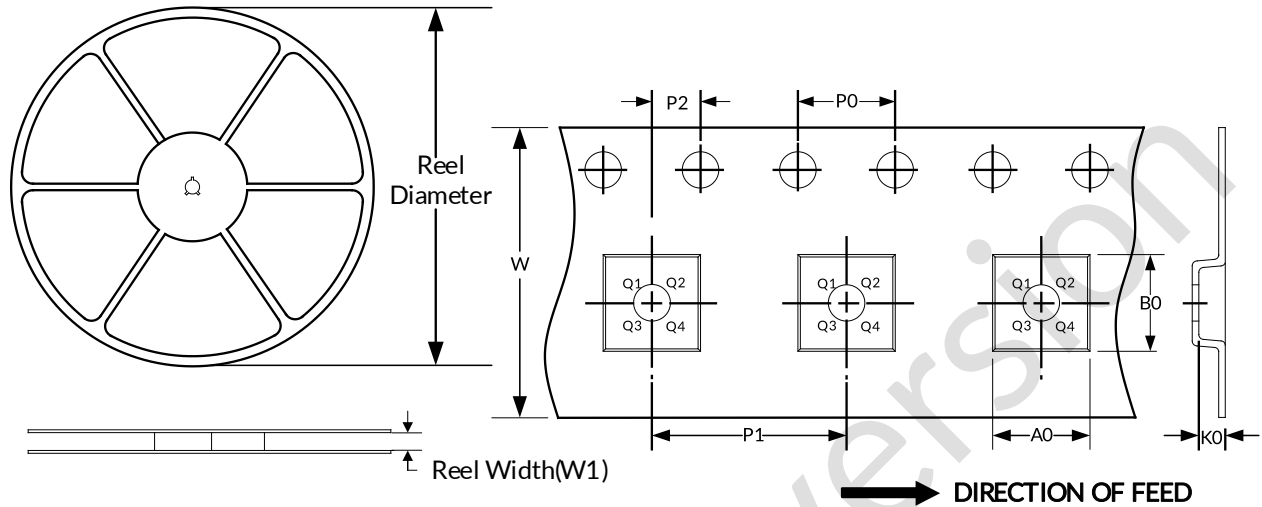 Reel
Diameter
Reel Width(W1)
P2
P0
W
Q1 Q2
Q3 Q4
Q1 Q2
Q3 Q4
Q1 Q2
Q3 Q4
B0
P1
A0
K0
DIRECTION OF FEED
version